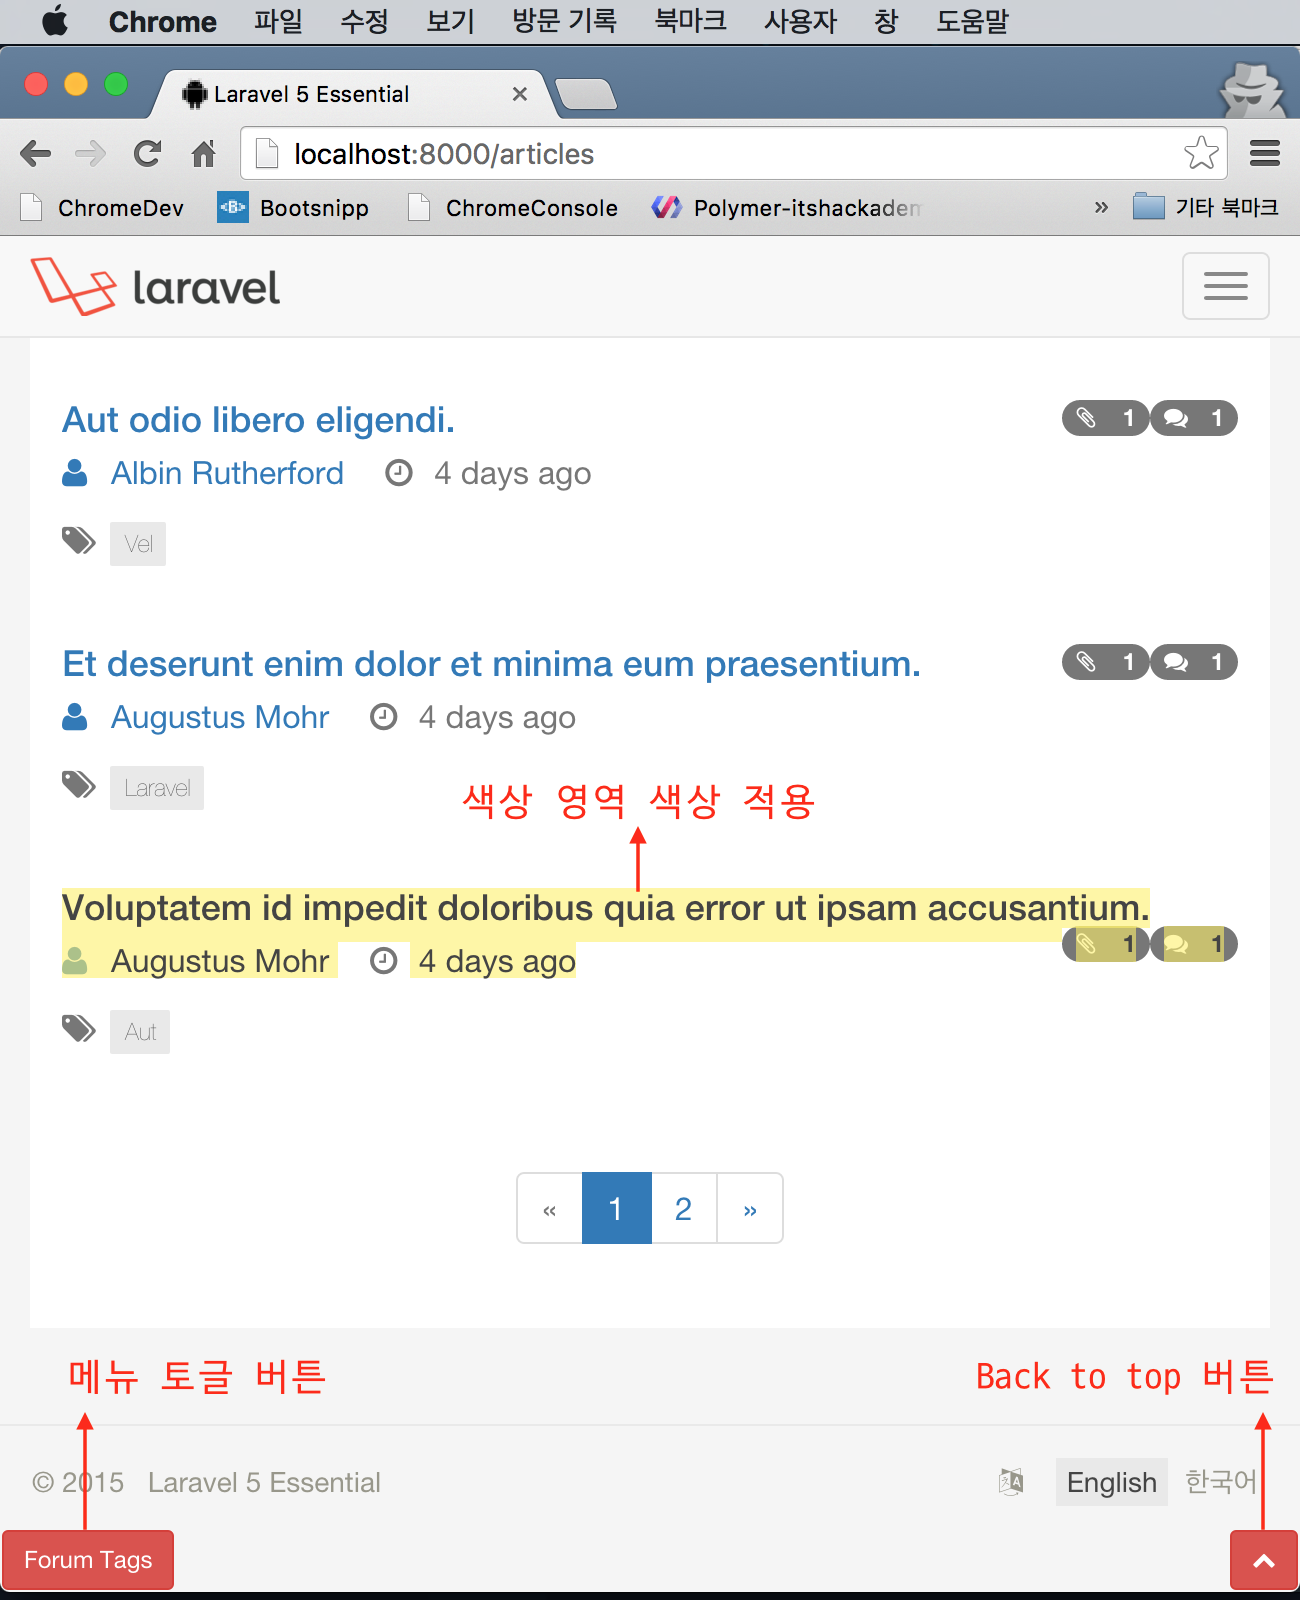 Chrome 파일 수정 보기 방문 기록 북마크 사용자 창 도움말
Laravel 5 Essential
localhost:8000/articles
ChromeDev Bootsnipp ChromeConsole Polymer-itshackadem » 기타 북마크
laravel
Aut odio libero eligendi. 1 1
Albin Rutherford 4 days ago
Vel
Et deserunt enim dolor et minima eum praesentium. 1 1
Augustus Mohr 4 days ago
Laravel
색상 영역 색상 적용
Voluptatem id impedit doloribus quia error ut ipsam accusantium.
Augustus Mohr 4 days ago 1 1
Aut
« 1 2 »
메뉴 토글 버튼 Back to top 버튼
© 2015 Laravel 5 Essential English 한국어
Forum Tags